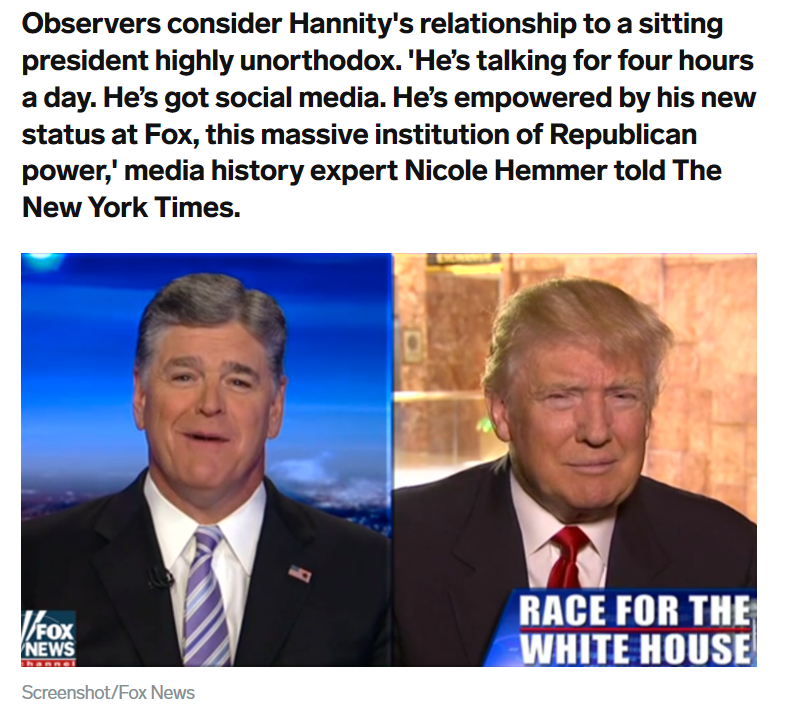 Observers consider Hannity's relationship to a sitting
president highly unorthodox. 'He’s talking for four hours
a day. He’s got social media. He’s empowered by his new
status at Fox, this massive institution of Republican
power,' media history expert Nicole Hemmer told The
New York Times.
FOX
NEWS
channel
RACE FOR THE
WHITE HOUSE
Screenshot/Fox News